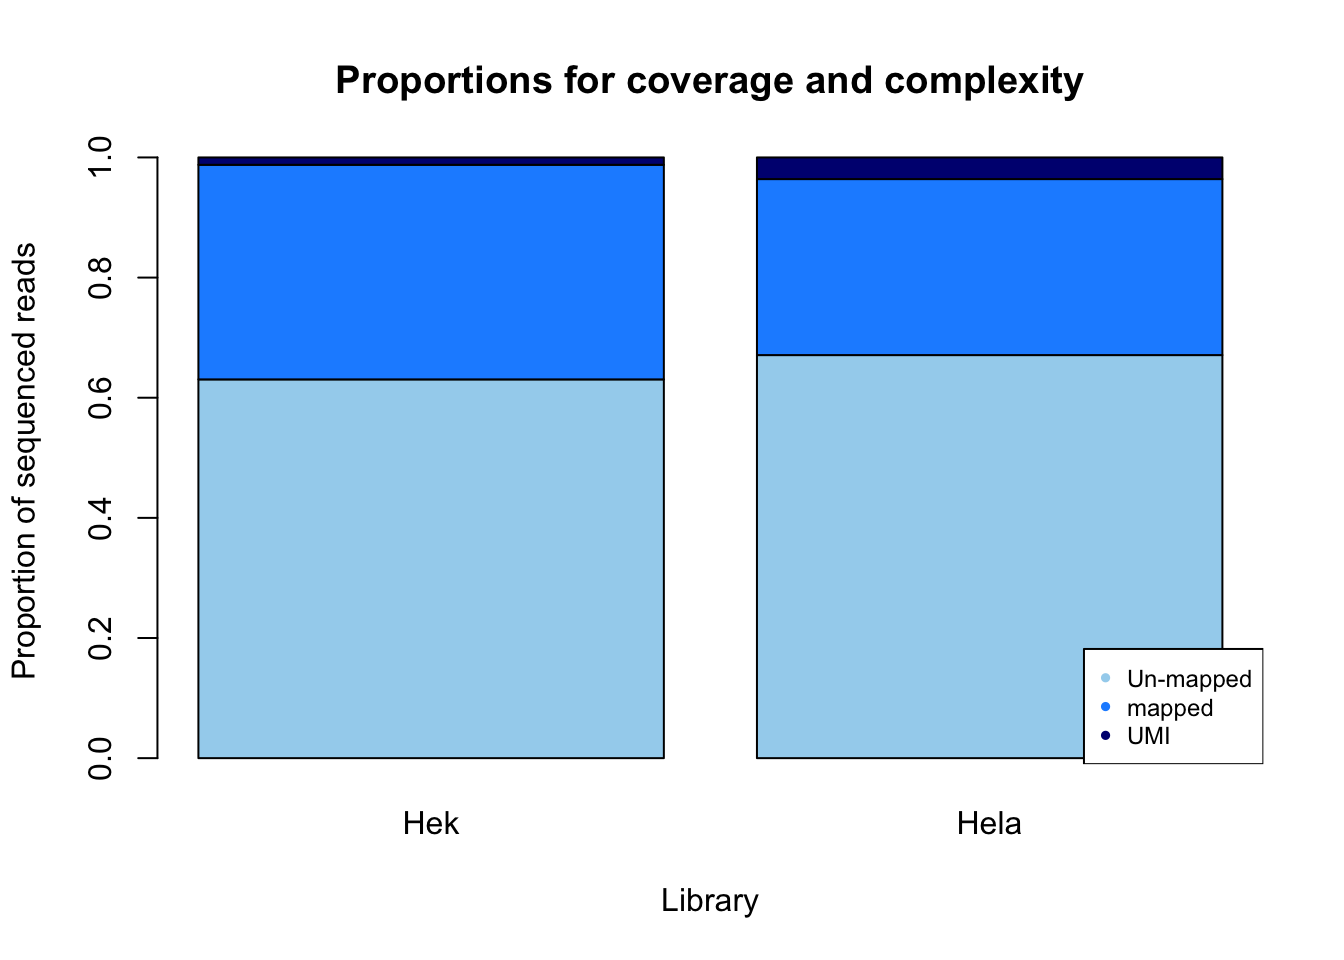 Proportions for coverage and complexity
Proportion of sequenced reads
1.0
0.8
0.6
0.4
0.2
0.0
Un-mapped
mapped
UMI
Hek
Hela
Library